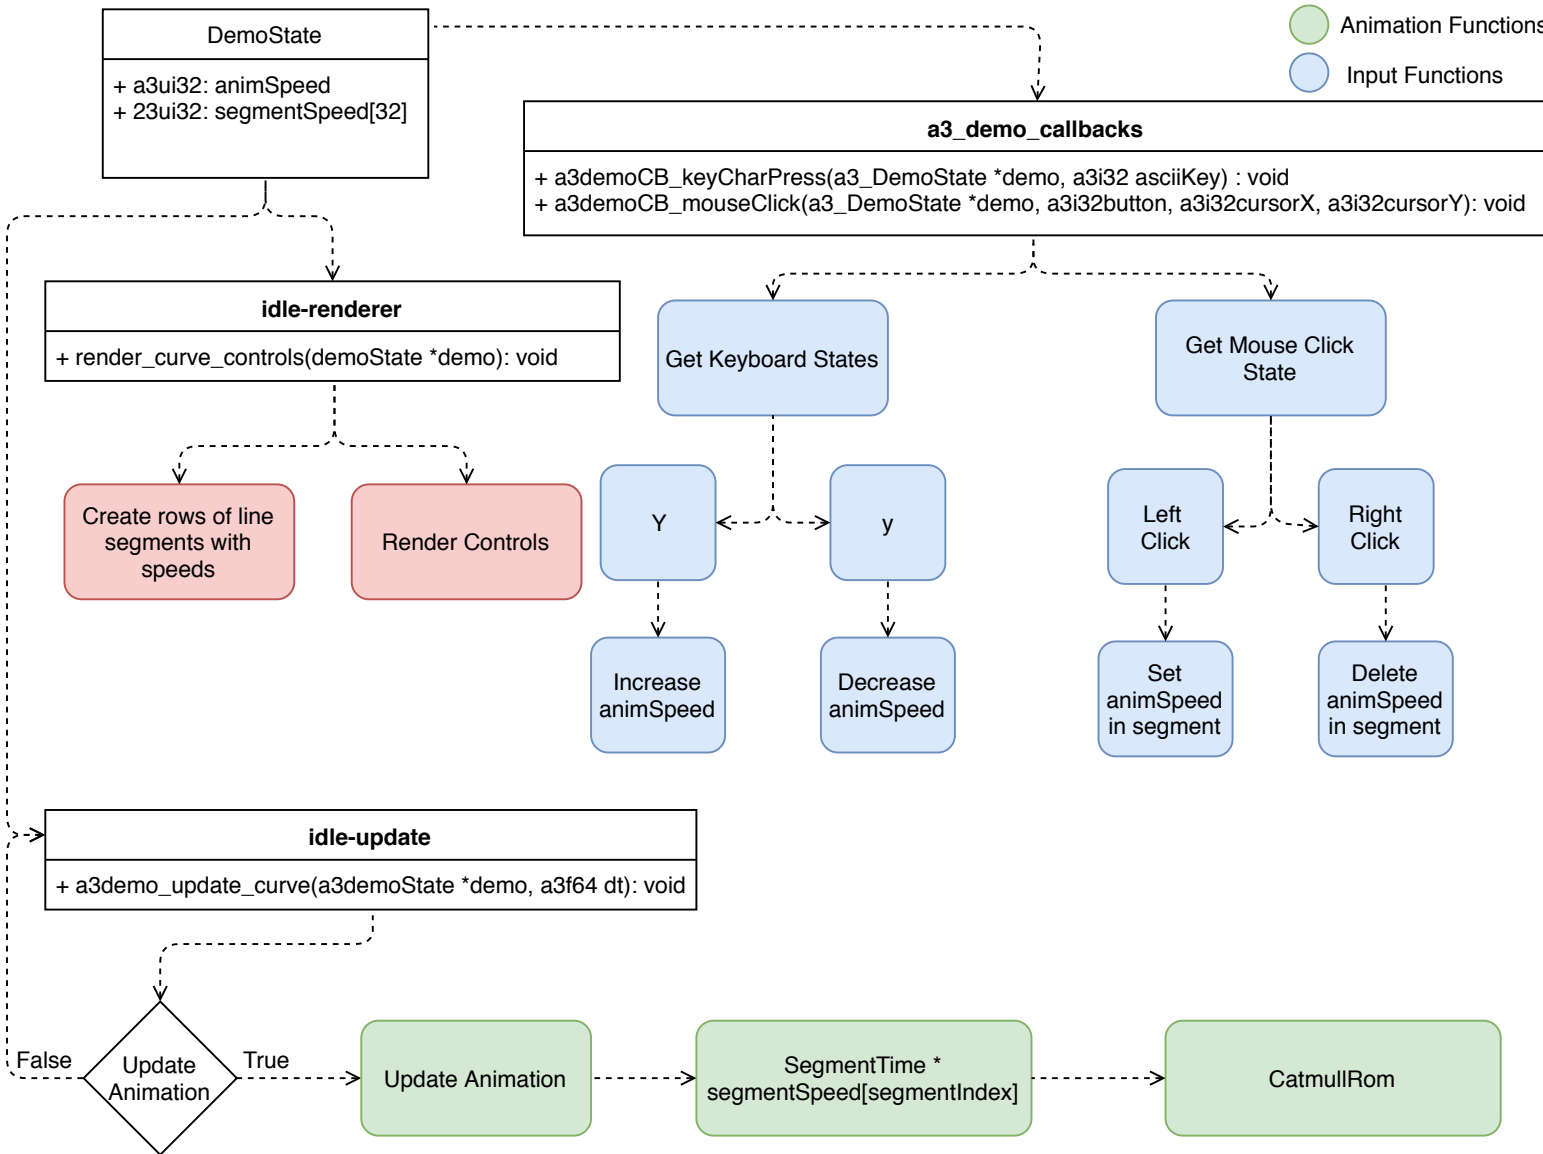 DemoState
+ a3ui32: animSpeed
+ 23ui32: segmentSpeed[32]
Animation Functions
Input Functions
a3_demo_callbacks
+ a3demoCB_keyCharPress(a3_DemoState *demo, a3i32 asciiKey) : void
+ a3demoCB_mouseClick(a3_DemoState *demo, a3i32button, a3i32cursorX, a3i32cursorY): void
idle-renderer
+ render_curve_controls(demoState *demo): void
Get Keyboard States
Get Mouse Click
State
Create rows of line
segments with
speeds
Render Controls
Y
y
Left
Click
Right
Click
Increase
animSpeed
Decrease
animSpeed
Set
animSpeed
in segment
Delete
animSpeed
in segment
idle-update
+ a3demo_update_curve(a3demoState *demo, a3f64 dt): void
False
Update
Animation
True
Update Animation
SegmentTime *
segmentSpeed[segmentIndex]
CatmullRom